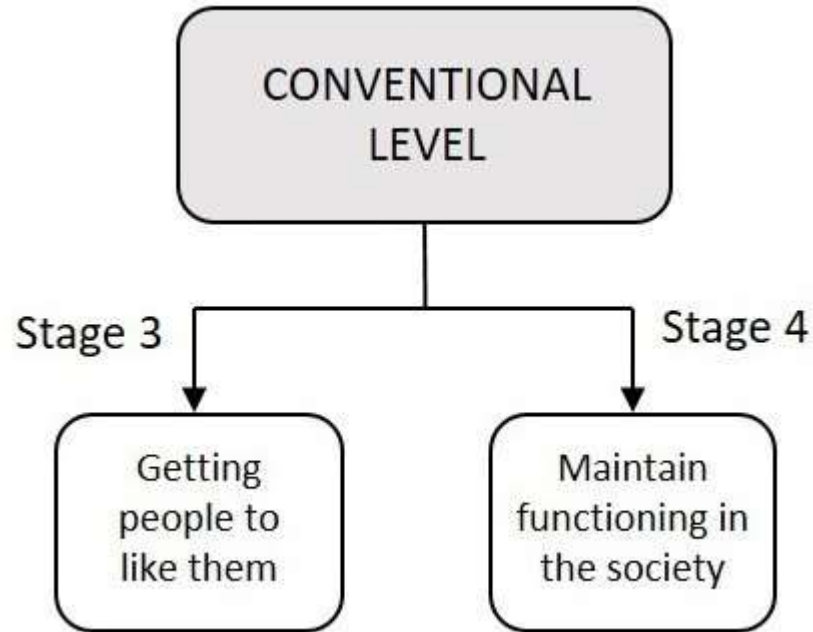 CONVENTIONAL
LEVEL
Stage 3
Stage 4
Getting
people to
like them
Maintain
functioning in
the society